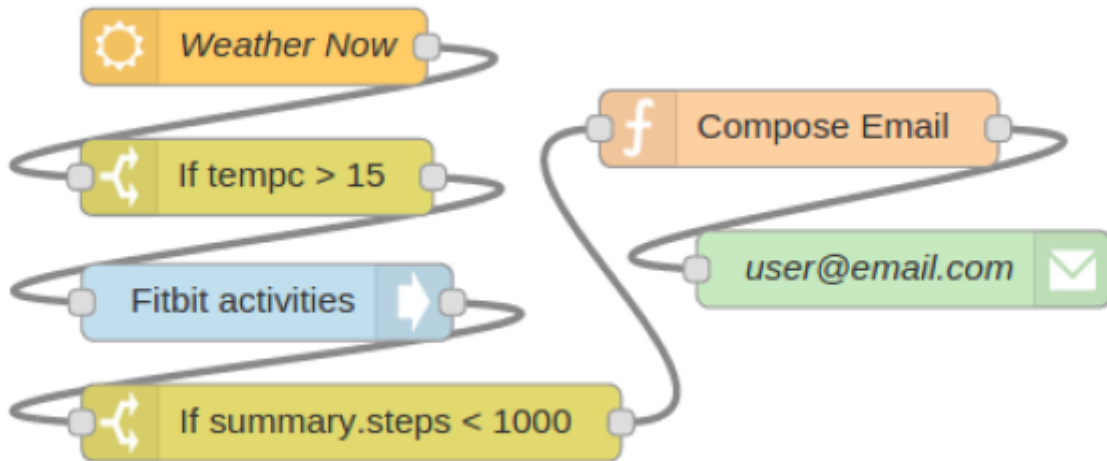 Weather Now
If tempc > 15
Fitbit activities
If summary.steps < 1000
Compose Email
user@email.com